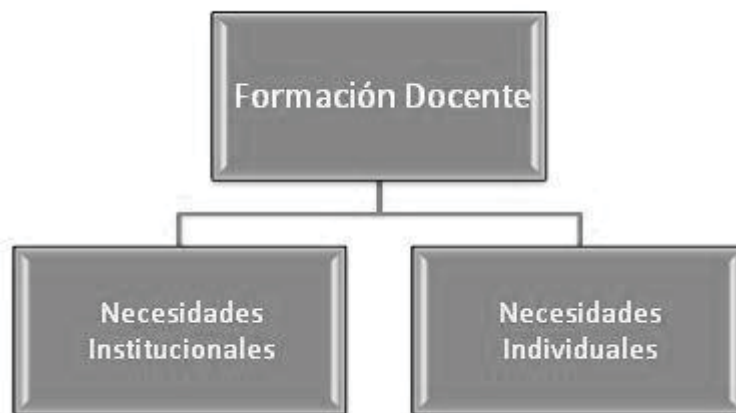 Formación Docente
Necesidades
Institucionales
Necesidades
Individuales